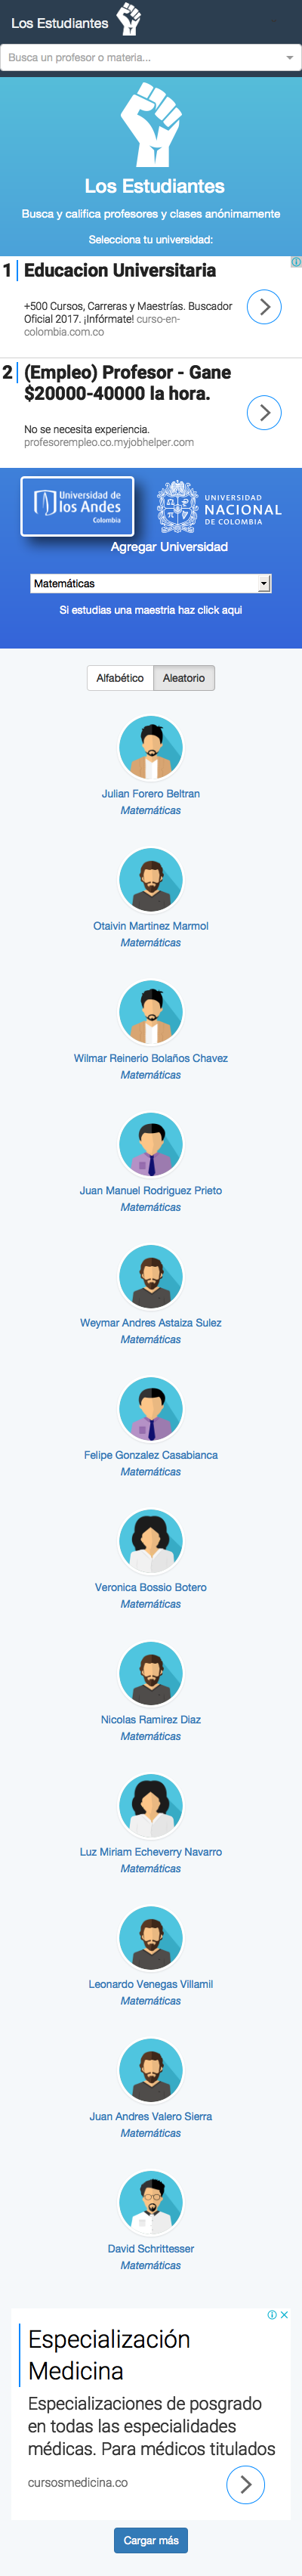 Los Estudiantes
Busca un profesor o materia...
Los Estudiantes
Busca y califica profesores y clases anónimamente
Selecciona tu universidad:
1 Educacion Universitaria
+500 Cursos, Carreras y Maestrías. Buscador
Oficial 2017. ¡Infórmate! curso-en-
colombia.com.co
2 (Empleo) Profesor - Gane
$20000-40000 la hora.
No se necesita experiencia.
profesorempleo.co.myjobhelper.com
Universidad de
los Andes
Colombia
UNIVERSIDAD
NACIONAL
DE COLOMBIA
Agregar Universidad
Matemáticas
Si estudias una maestria haz click aqui
Alfabético Aleatorio
Julian Forero Beltran
Matemáticas
Otaivin Martinez Marmol
Matemáticas
Wilmar Reinerio Bolaños Chavez
Matemáticas
Juan Manuel Rodriguez Prieto
Matemáticas
Weymar Andres Astaiza Sulez
Matemáticas
Felipe Gonzalez Casabianca
Matemáticas
Veronica Bossio Botero
Matemáticas
Nicolas Ramirez Diaz
Matemáticas
Luz Miriam Echeverry Navarro
Matemáticas
Leonardo Venegas Villamil
Matemáticas
Juan Andres Valero Sierra
Matemáticas
David Schrittesser
Matemáticas
Especialización
Medicina
Especializaciones de posgrado
en todas las especialidades
médicas. Para médicos titulados
cursosmedicina.co
Cargar más